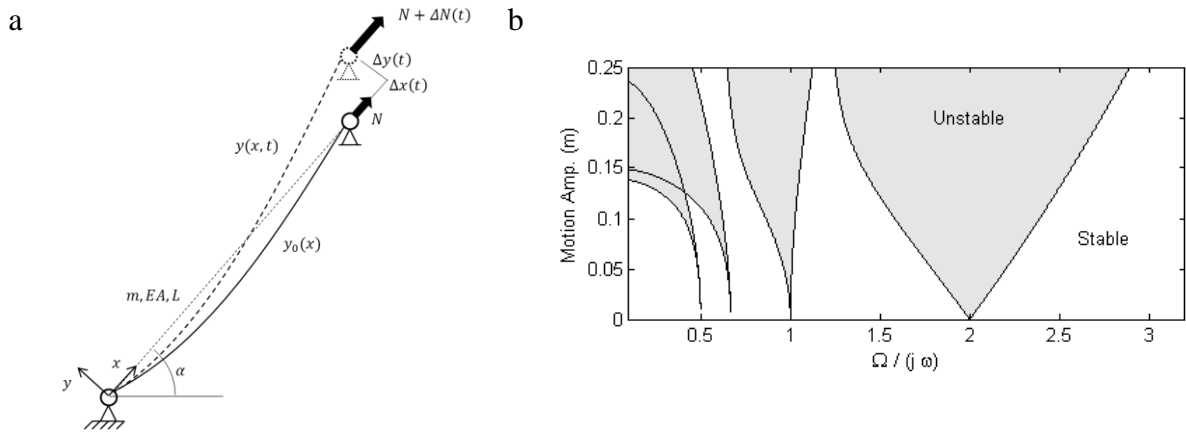 a
N + ΔN(t)
Δy(t)
Δx(t)
N
y(x, t)
y₀(x)
m, EA, L
x
y
α
b
Motion Amp. (m)
0.25
0.2
0.15
0.1
0.05
0
Unstable
Stable
0.5 1 1.5 2 2.5 3
Ω / (j ω)